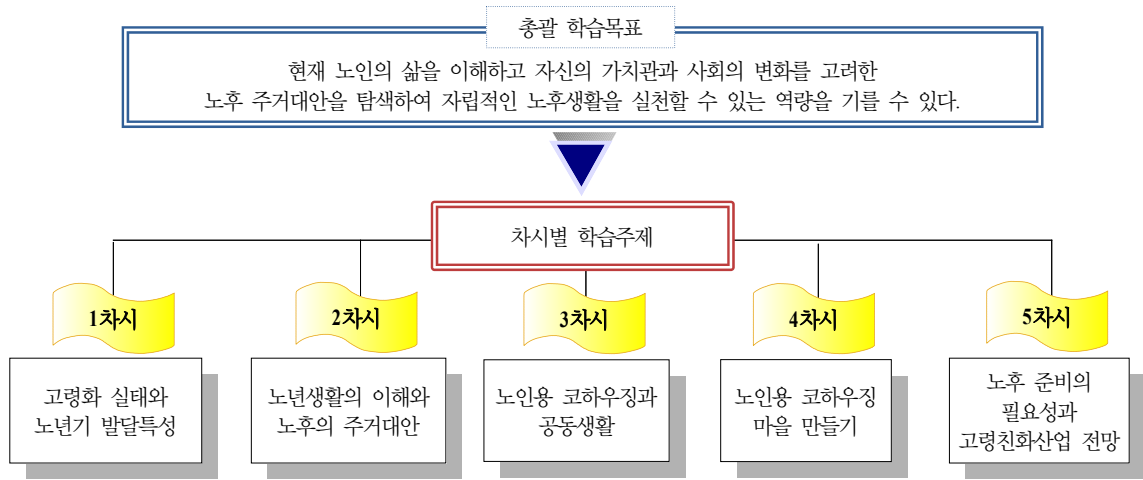 총괄 학습목표
현재 노인의 삶을 이해하고 자신의 가치관과 사회의 변화를 고려한
노후 주거대안을 탐색하여 자립적인 노후생활을 실천할 수 있는 역량을 기를 수 있다.
차시별 학습주제
1차시
고령화 실태와
노년기 발달특성
2차시
노년생활의 이해와
노후의 주거대안
3차시
노인용 코하우징과
공동생활
4차시
노인용 코하우징
마을 만들기
5차시
노후 준비의
필요성과
고령친화산업 전망